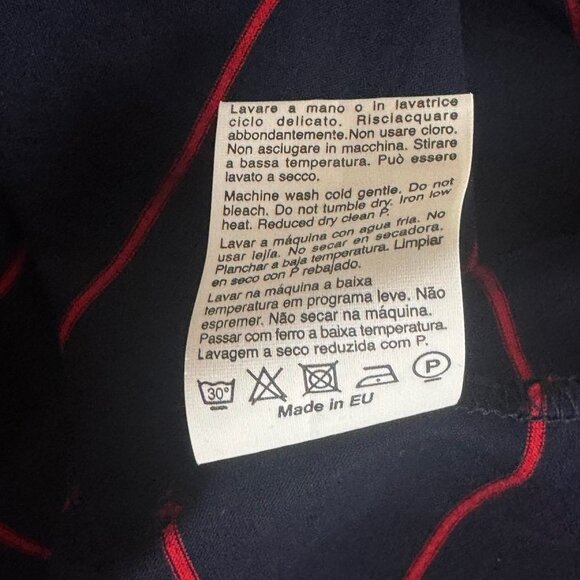 Lavare a mano o in lavatrice
ciclo delicato. Risciacquare
abbondantemente.Non usare cloro.
Non asciugare in macchina. Stirare
a bassa temperatura. Può essere
lavato a secco.
Machine wash cold gentle. Do not
bleach. Do not tumble dry. Iron low
heat. Reduced dry clean P.
Lavar a máquina con agua fria. No
usar lejía. No secar en secadora.
Planchar a baja temperatura. Limpiar
en seco con P rebajado.
Lavar na máquina a baixa
temperatura em programa leve. Não
espremer. Não secar na máquina.
Passar com ferro a baixa temperatura.
Lavagem a seco reduzida com P.
30° P
Made in EU